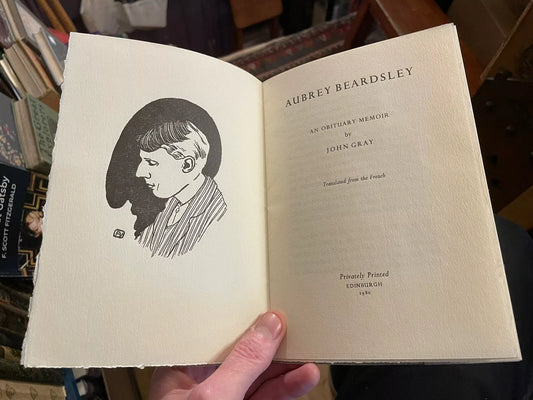 AUBREY BEARDSLEY
AN OBITUARY MEMOIR
by
JOHN GRAY
Translated from the French
Privately Printed
EDINBURGH
1980
Gatsby
F. SCOTT FITZGERALD